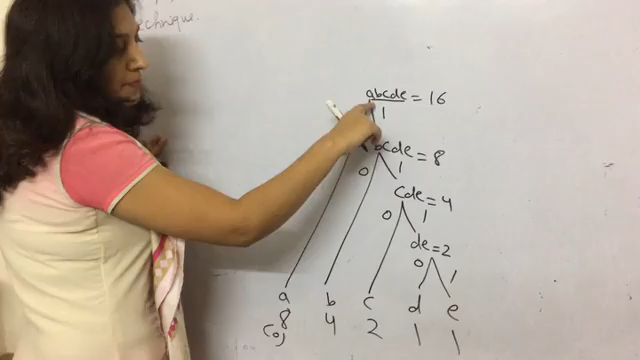 technique.
abcde = 16
1
bcde = 8
0 1
cde = 4
0 1
de = 2
0 1
a b c d e
8 4 2 1 1
(0)